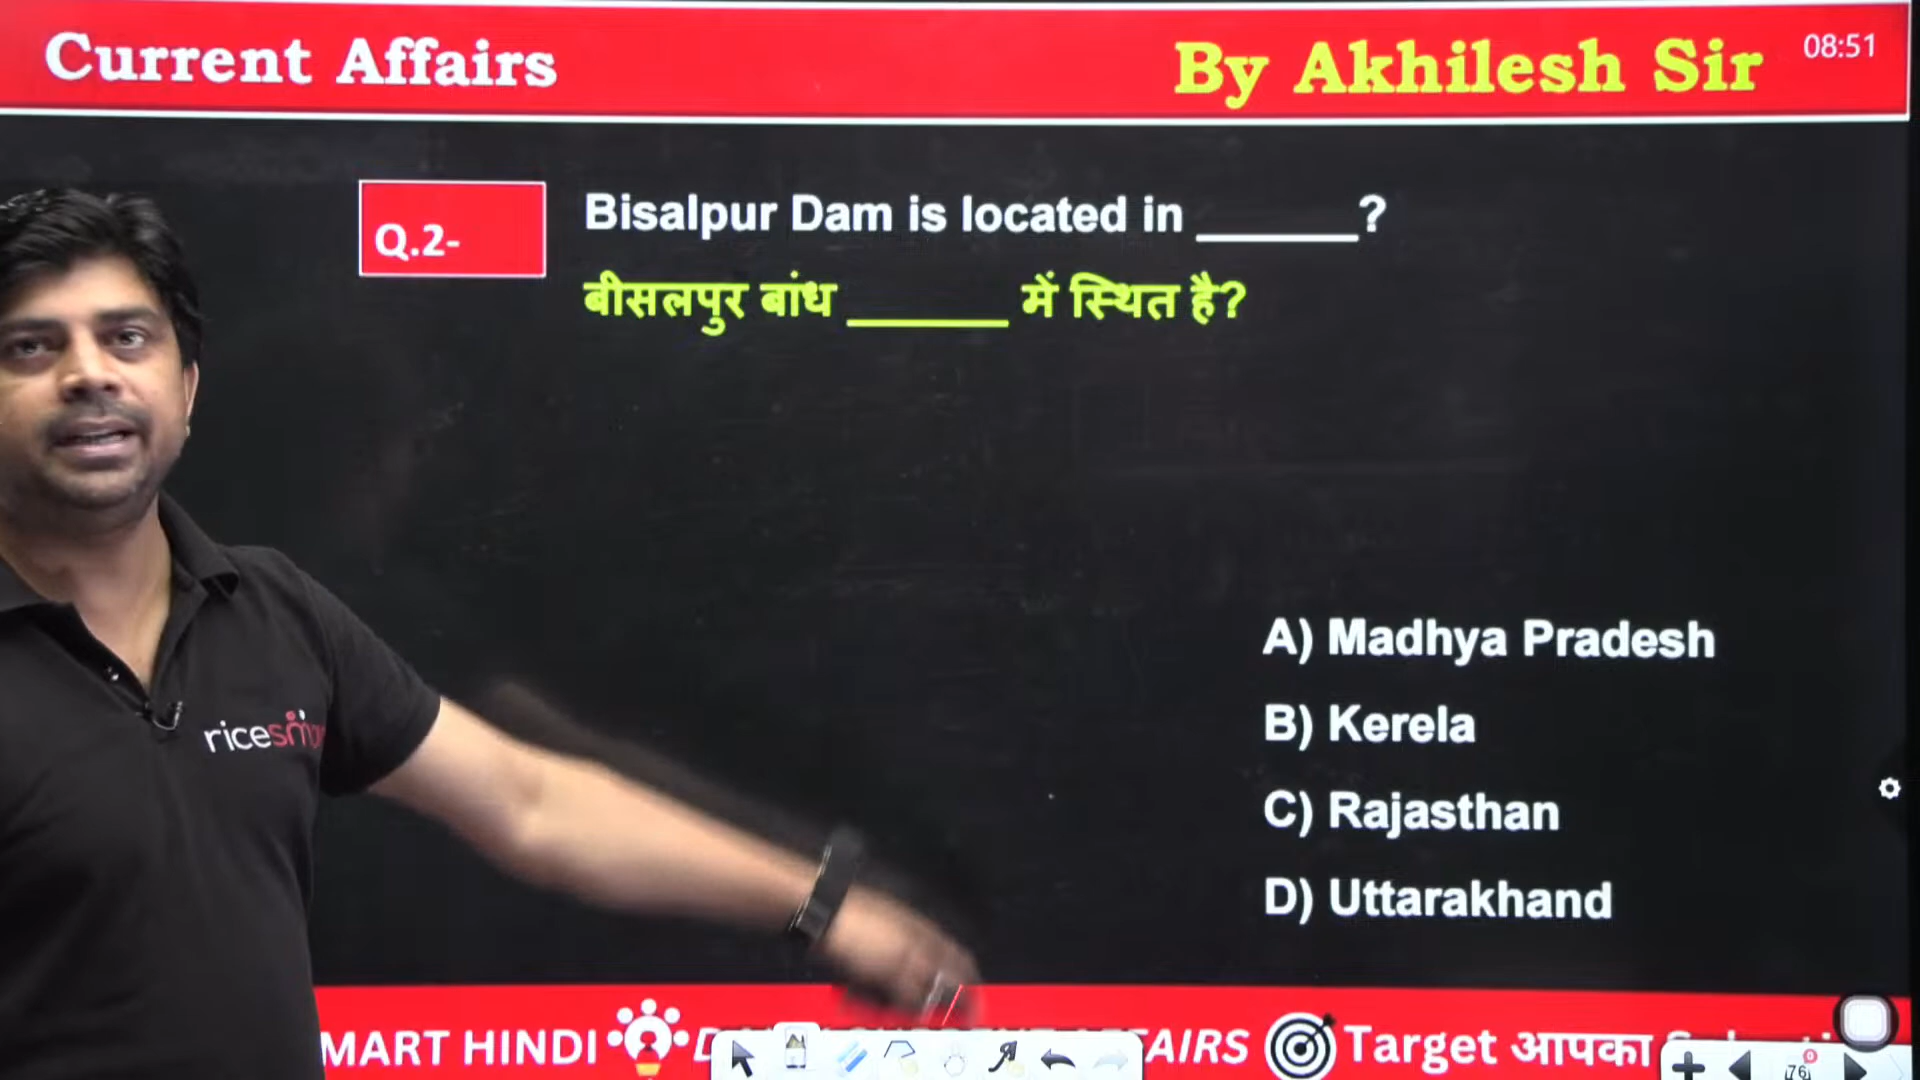 Current Affairs
By Akhilesh Sir
08:51
Q.2-
Bisalpur Dam is located in ______?
बीसलपुर बांध ______ में स्थित है?
A) Madhya Pradesh
B) Kerela
C) Rajasthan
D) Uttarakhand
MART HINDI
AIRS
Target आपका
76